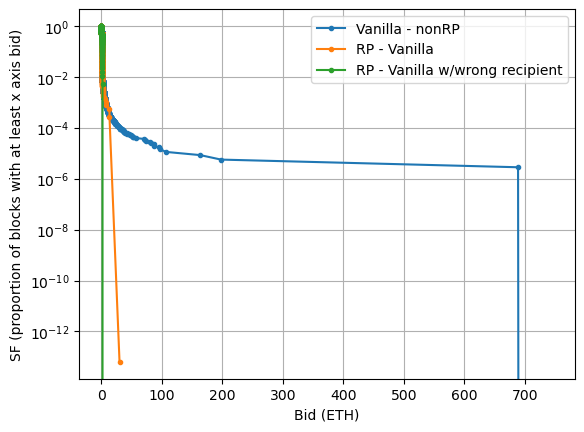 Vanilla - nonRP
RP - Vanilla
RP - Vanilla w/wrong recipient
SF (proportion of blocks with at least x axis bid)
10^0
10^-2
10^-4
10^-6
10^-8
10^-10
10^-12
0 100 200 300 400 500 600 700
Bid (ETH)